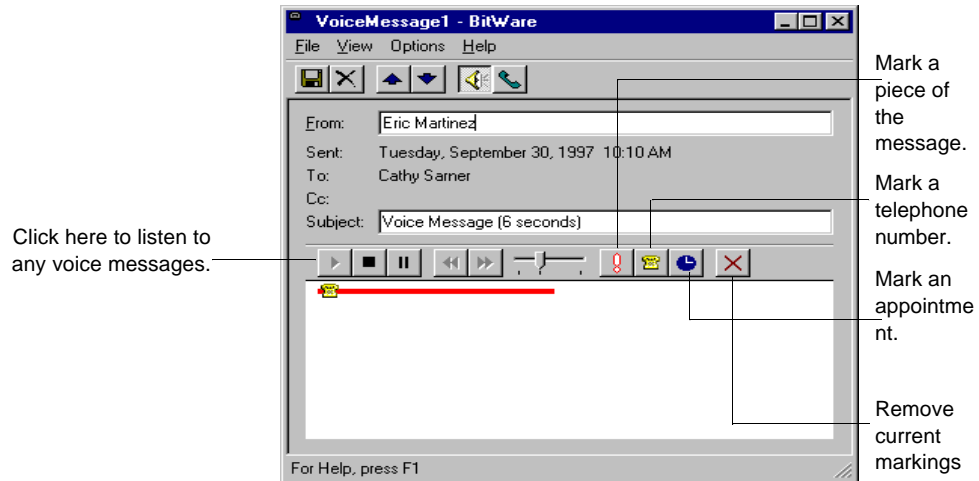 VoiceMessage1 - BitWare
File View Options Help
From: Eric Martinez
Sent: Tuesday, September 30, 1997 10:10 AM
To: Cathy Sarner
Cc:
Subject: Voice Message (6 seconds)
For Help, press F1
Click here to listen to
any voice messages.
Mark a
piece of
the
message.
Mark a
telephone
number.
Mark an
appointme
nt.
Remove
current
markings